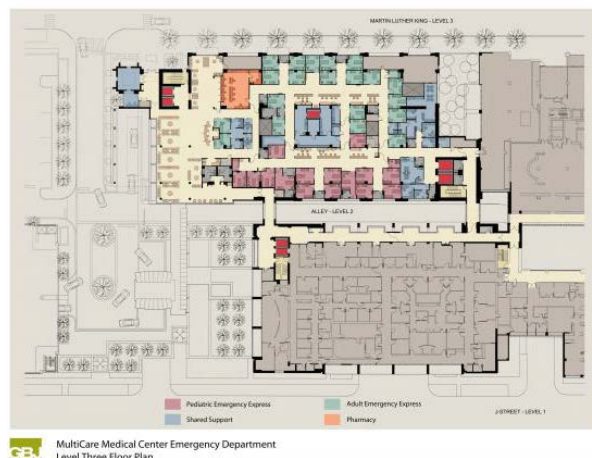 MARTIN LUTHER KING - LEVEL 3
ALLEY - LEVEL 2
Pediatric Emergency Express
Adult Emergency Express
Shared Support
Pharmacy
J-STREET - LEVEL 1
GBJ
MultiCare Medical Center Emergency Department
Level Three Floor Plan